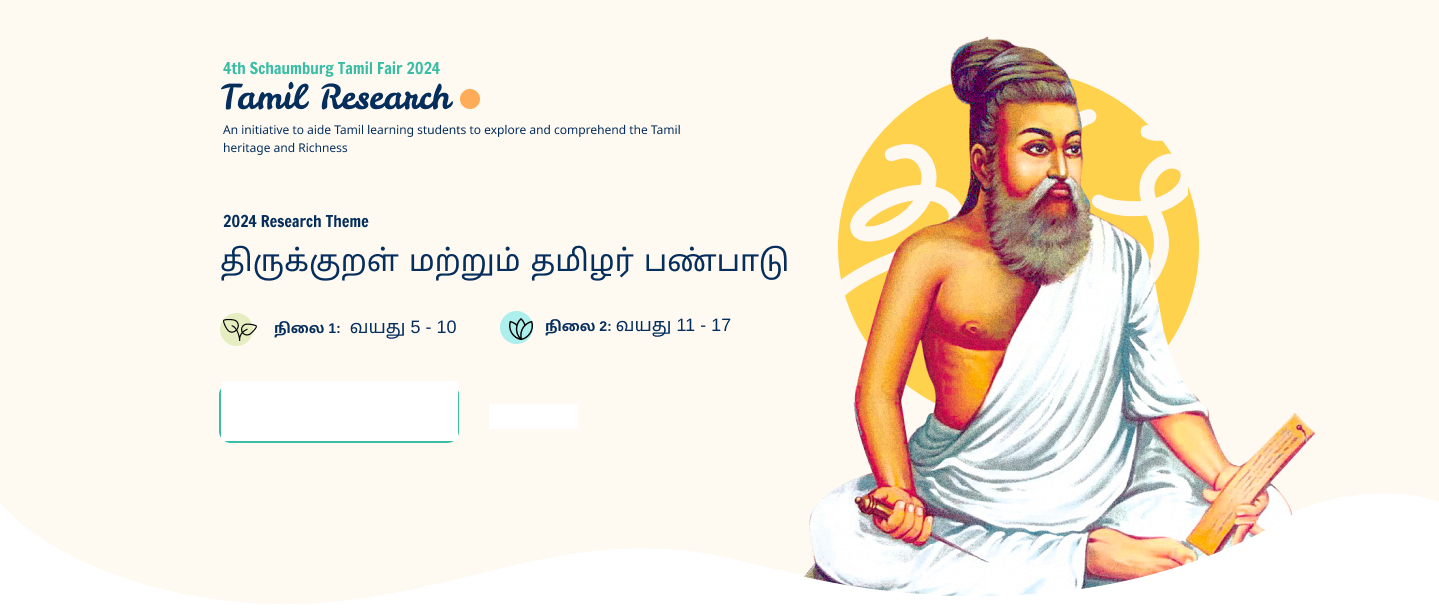 4th Schaumburg Tamil Fair 2024
Tamil Research
An initiative to aide Tamil learning students to explore and comprehend the Tamil
heritage and Richness
2024 Research Theme
திருக்குறள் மற்றும் தமிழர் பண்பாடு
நிலை 1: வயது 5 - 10
நிலை 2: வயது 11 - 17